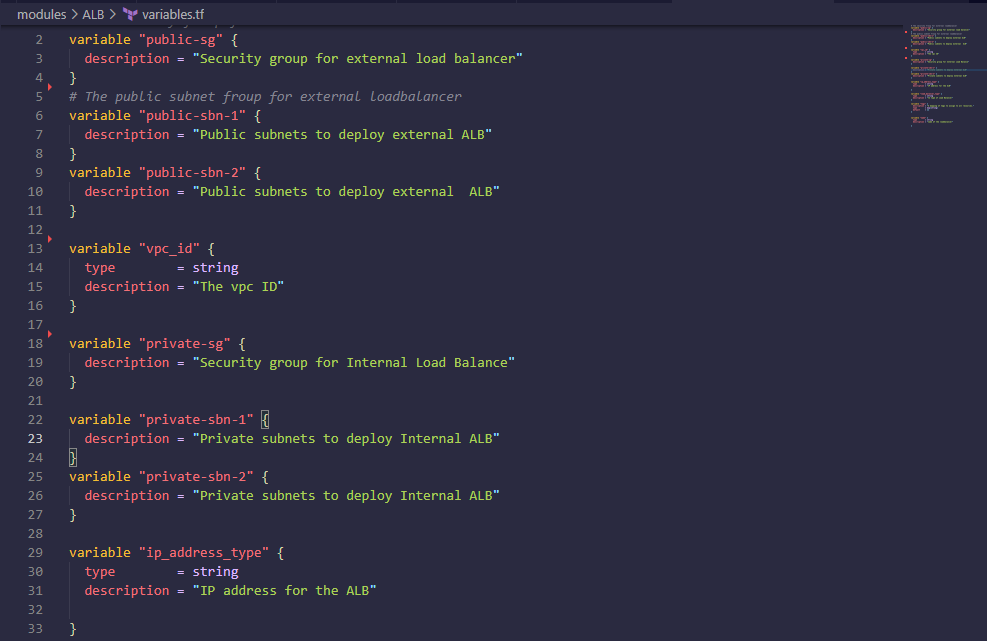 modules > ALB > variables.tf
2 variable "public-sg" {
3 description = "Security group for external load balancer"
4 }
5 # The public subnet froup for external loadbalancer
6 variable "public-sbn-1" {
7 description = "Public subnets to deploy external ALB"
8 }
9 variable "public-sbn-2" {
10 description = "Public subnets to deploy external  ALB"
11 }
12
13 variable "vpc_id" {
14 type        = string
15 description = "The vpc ID"
16 }
17
18 variable "private-sg" {
19 description = "Security group for Internal Load Balance"
20 }
21
22 variable "private-sbn-1" {
23 description = "Private subnets to deploy Internal ALB"
24 }
25 variable "private-sbn-2" {
26 description = "Private subnets to deploy Internal ALB"
27 }
28
29 variable "ip_address_type" {
30 type        = string
31 description = "IP address for the ALB"
32
33 }